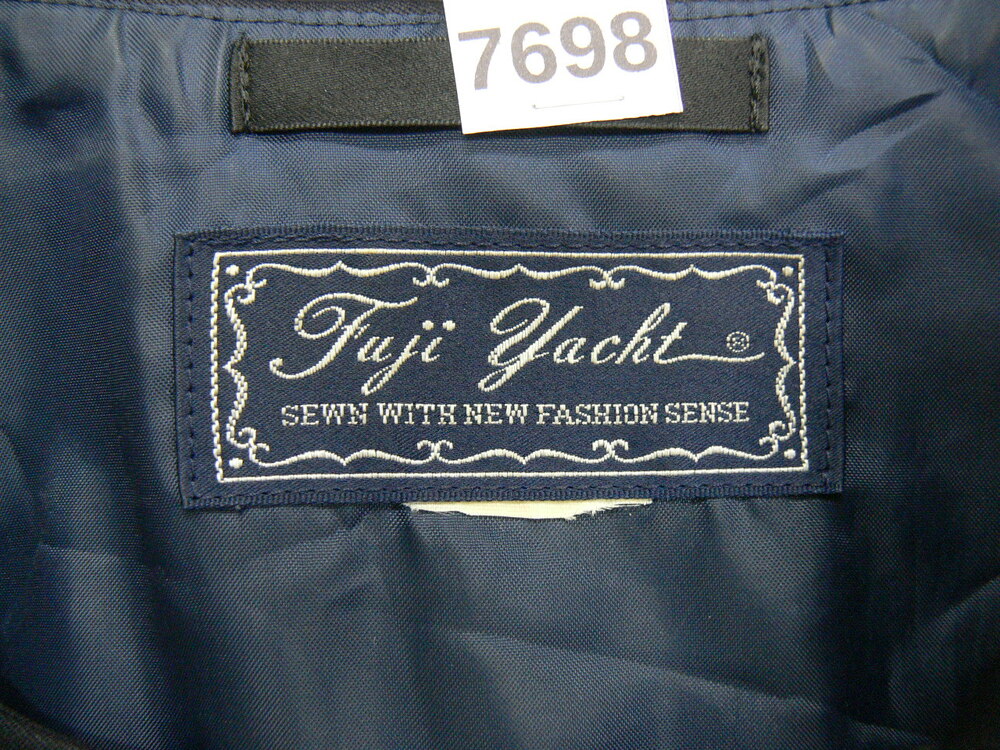 7698
Fuji Yacht ®
SEWN WITH NEW FASHION SENSE